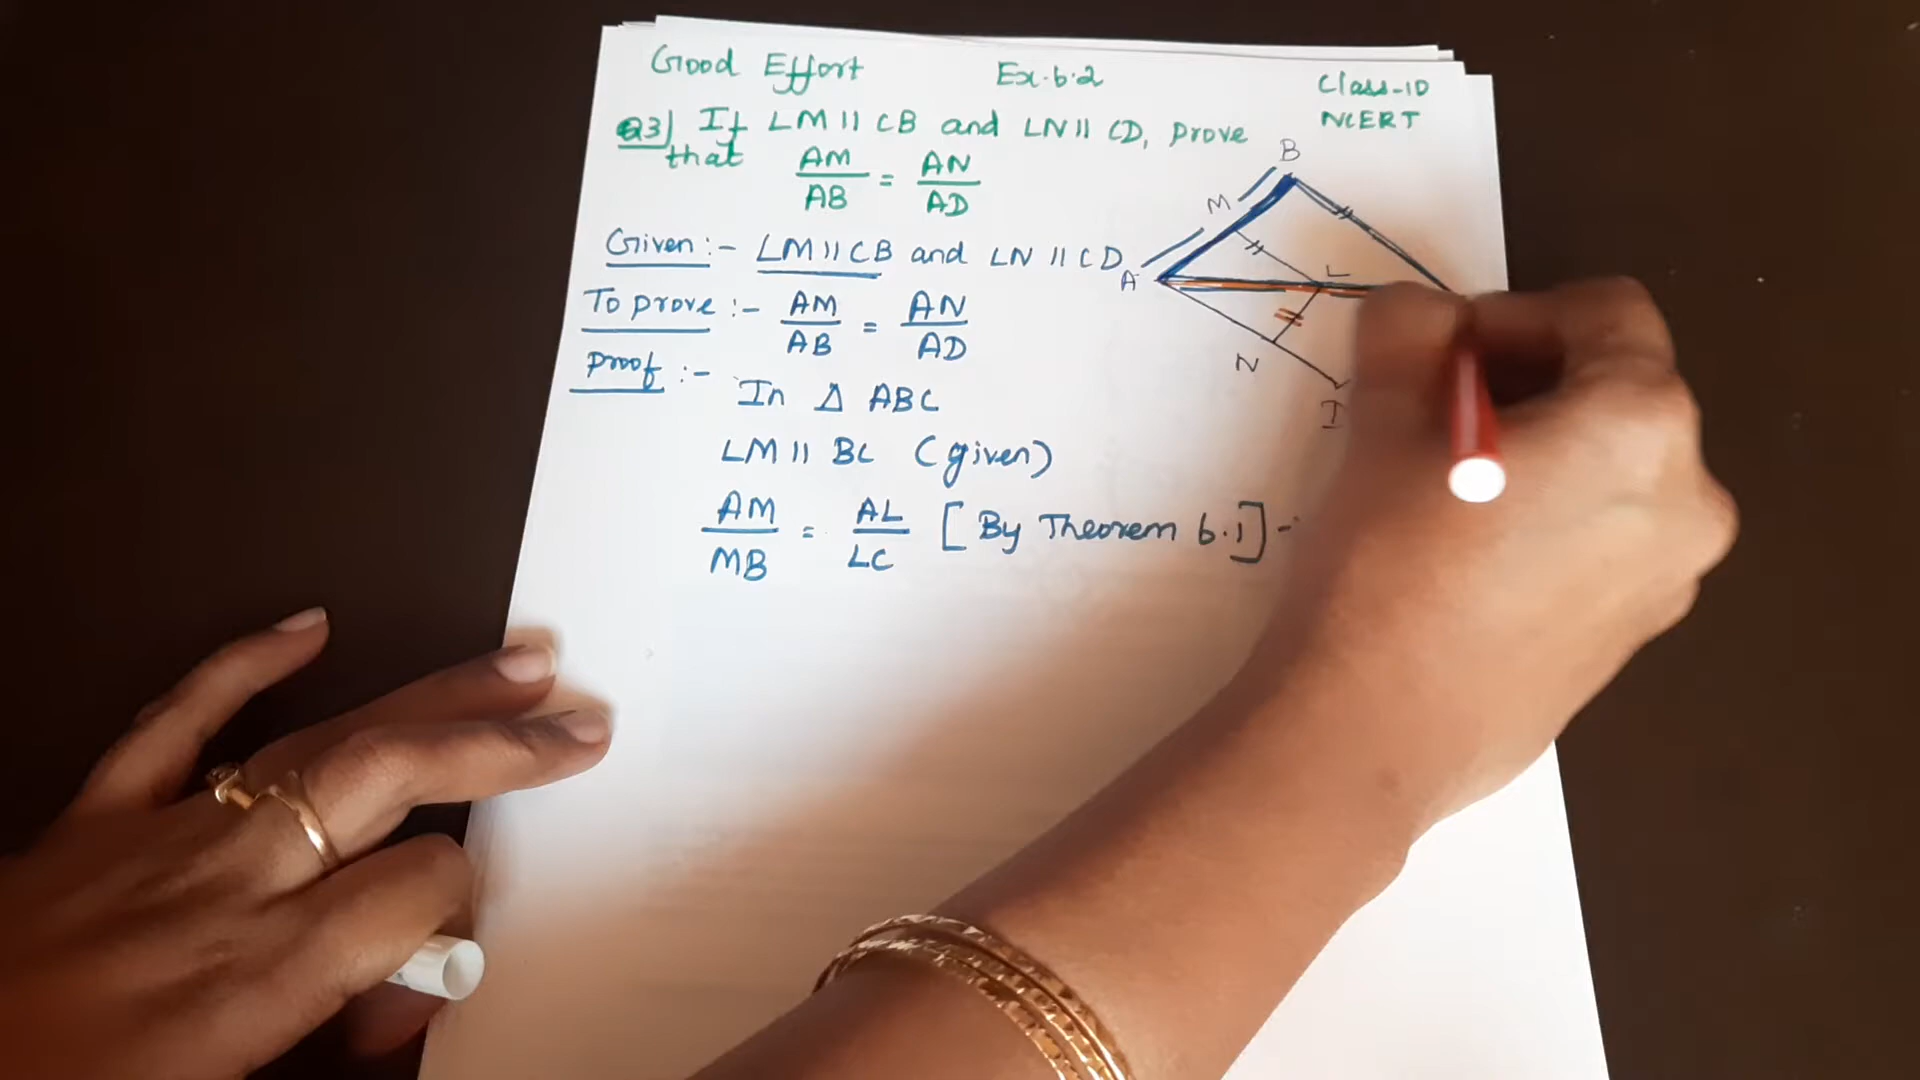 Good Effort Ex.6.2 Class-10
NCERT
Q3) If LM || CB and LN || CD, prove
that AM/AB = AN/AD
Given :- LM || CB and LN || CD
To prove :- AM/AB = AN/AD
Proof :- In Δ ABC
LM || BC (given)
AM/MB = AL/LC [By Theorem 6.1] -
B
M
L
A
N